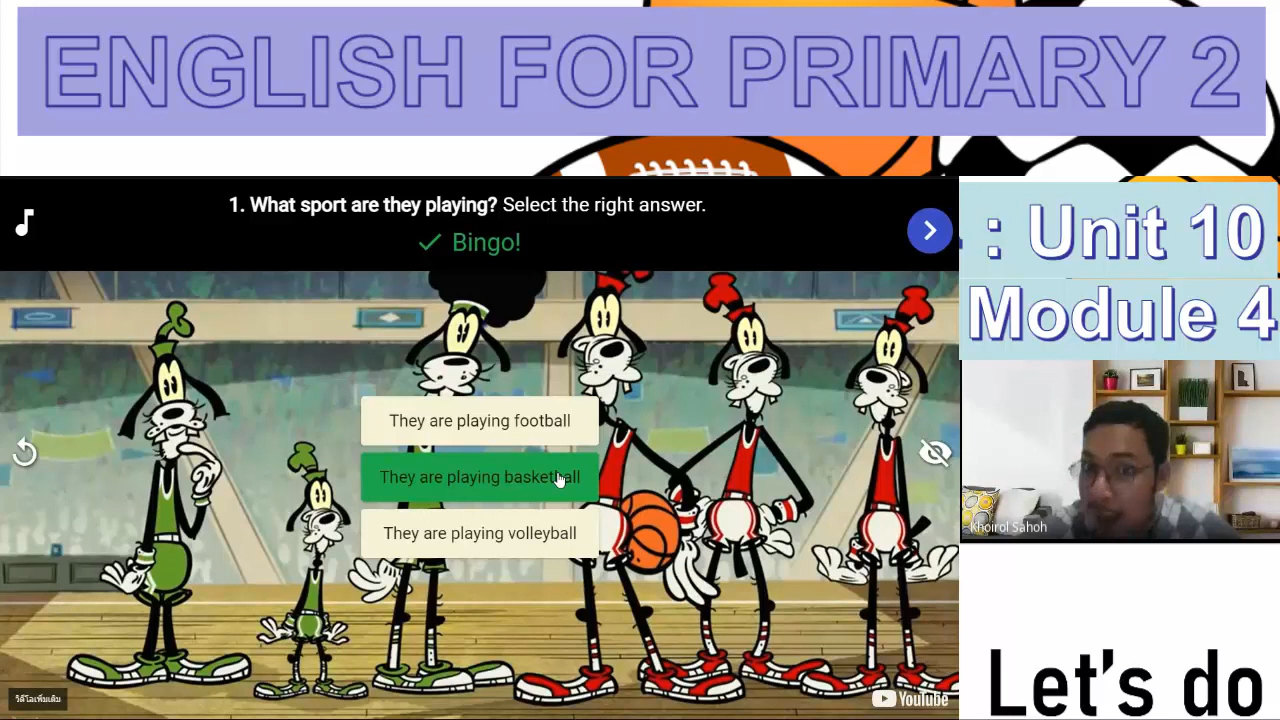 ENGLISH FOR PRIMARY 2
1. What sport are they playing? Select the right answer.
Bingo!
: Unit 10
Module 4
They are playing football
They are playing basketball
They are playing volleyball
Khoirol Sahoh
วิดีโอเพิ่มเติม
YouTube
Let's do